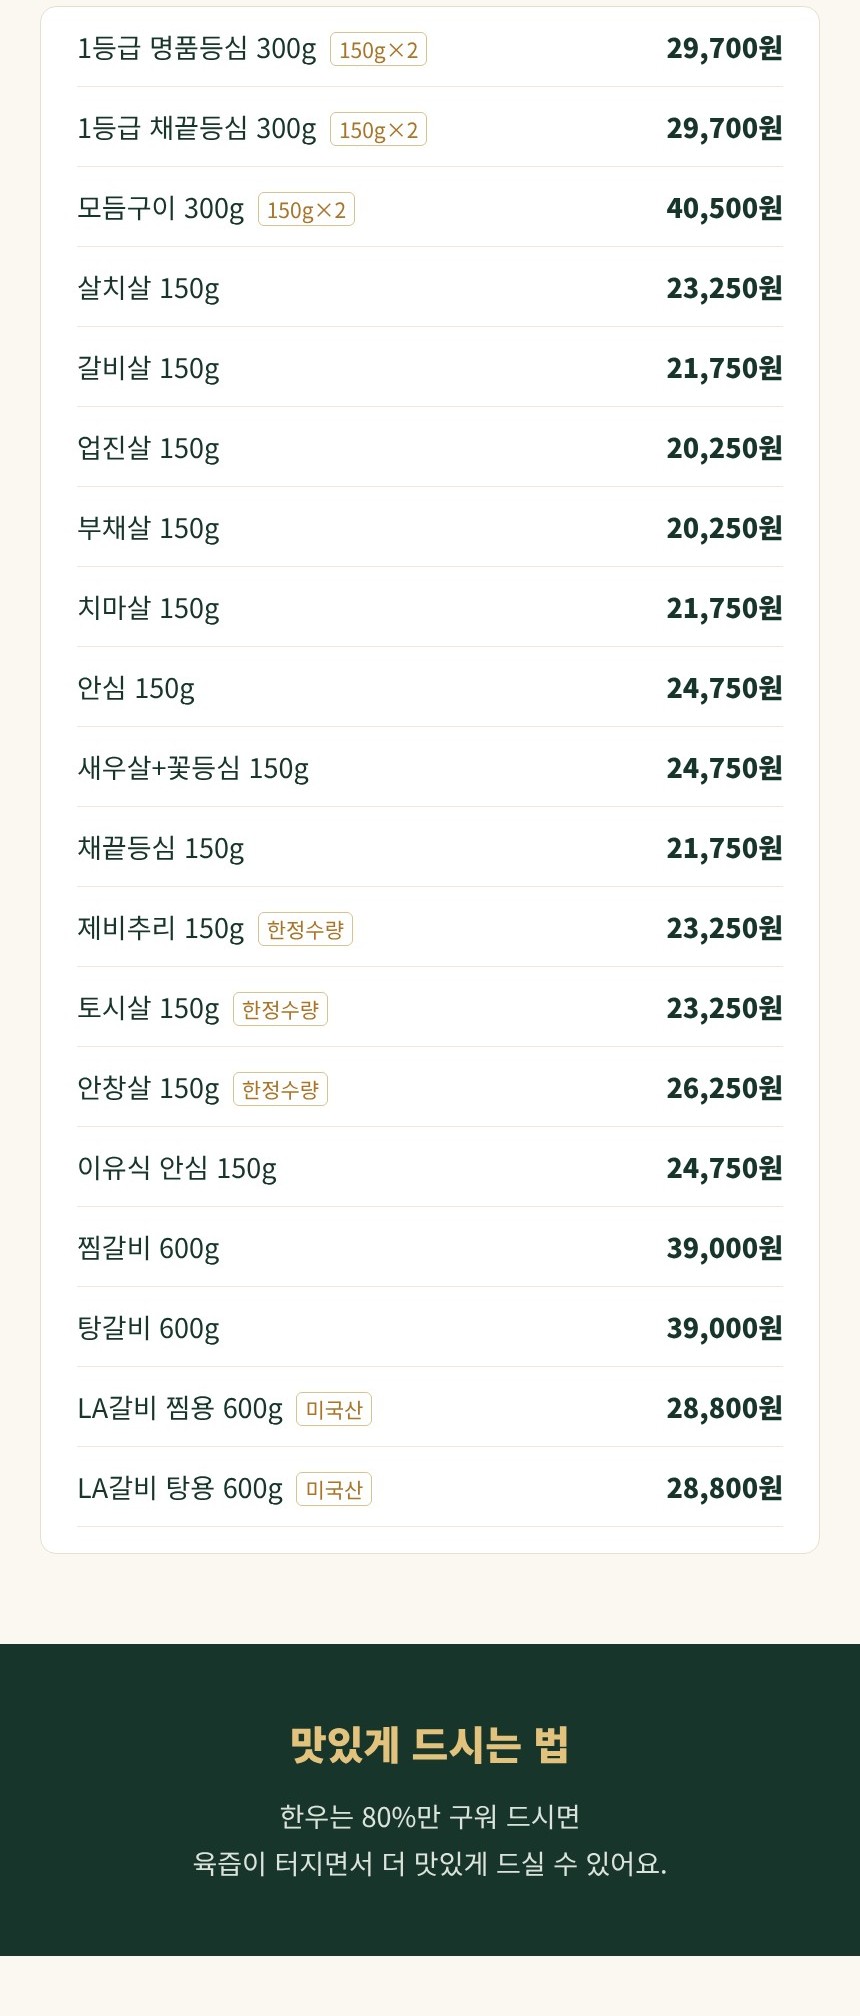 1등급 명품등심 300g 150g×2 29,700원
1등급 채끝등심 300g 150g×2 29,700원
모듬구이 300g 150g×2 40,500원
살치살 150g 23,250원
갈비살 150g 21,750원
업진살 150g 20,250원
부채살 150g 20,250원
치마살 150g 21,750원
안심 150g 24,750원
새우살+꽃등심 150g 24,750원
채끝등심 150g 21,750원
제비추리 150g 한정수량 23,250원
토시살 150g 한정수량 23,250원
안창살 150g 한정수량 26,250원
이유식 안심 150g 24,750원
찜갈비 600g 39,000원
탕갈비 600g 39,000원
LA갈비 찜용 600g 미국산 28,800원
LA갈비 탕용 600g 미국산 28,800원
맛있게 드시는 법
한우는 80%만 구워 드시면
육즙이 터지면서 더 맛있게 드실 수 있어요.